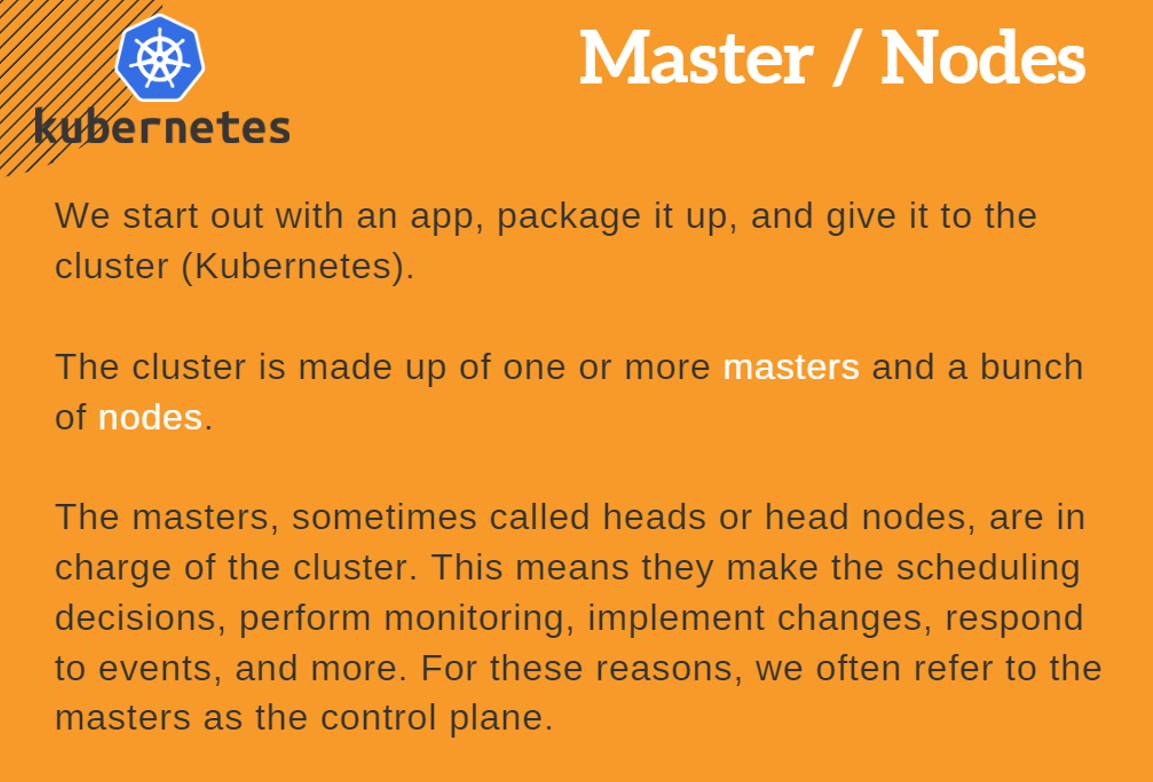 kubernetes
Master / Nodes
We start out with an app, package it up, and give it to the
cluster (Kubernetes).
The cluster is made up of one or more masters and a bunch
of nodes.
The masters, sometimes called heads or head nodes, are in
charge of the cluster. This means they make the scheduling
decisions, perform monitoring, implement changes, respond
to events, and more. For these reasons, we often refer to the
masters as the control plane.